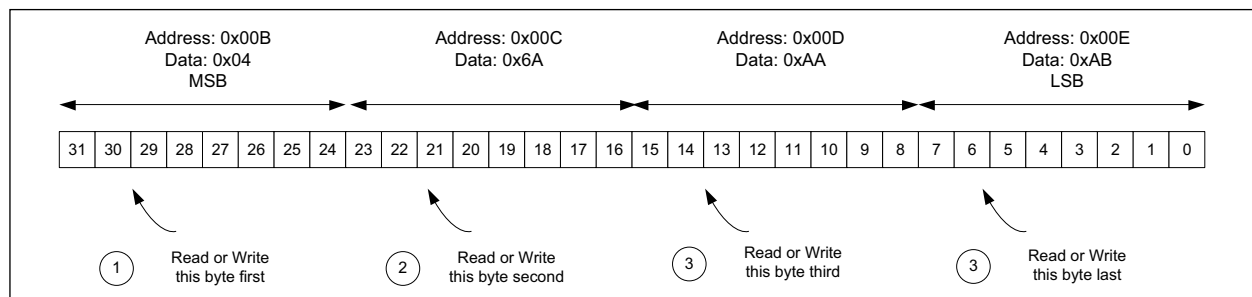 Address: 0x00B
Data: 0x04
MSB
Address: 0x00C
Data: 0x6A
Address: 0x00D
Data: 0xAA
Address: 0x00E
Data: 0xAB
LSB
31 30 29 28 27 26 25 24 23 22 21 20 19 18 17 16 15 14 13 12 11 10 9 8 7 6 5 4 3 2 1 0
1
Read or Write
this byte first
2
Read or Write
this byte second
3
Read or Write
this byte third
3
Read or Write
this byte last